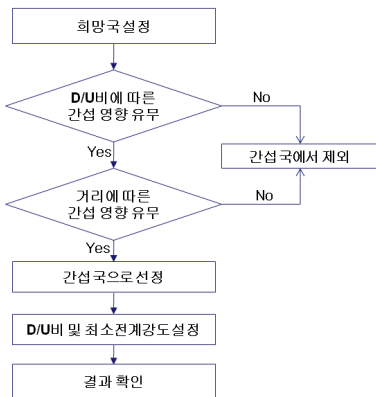 희망국설정
D/U비에 따른
간섭 영향 유무
No
Yes
간섭국에서 제외
거리에 따른
간섭 영향 유무
No
Yes
간섭국으로선정
D/U비 및 최소전계강도설정
결과 확인